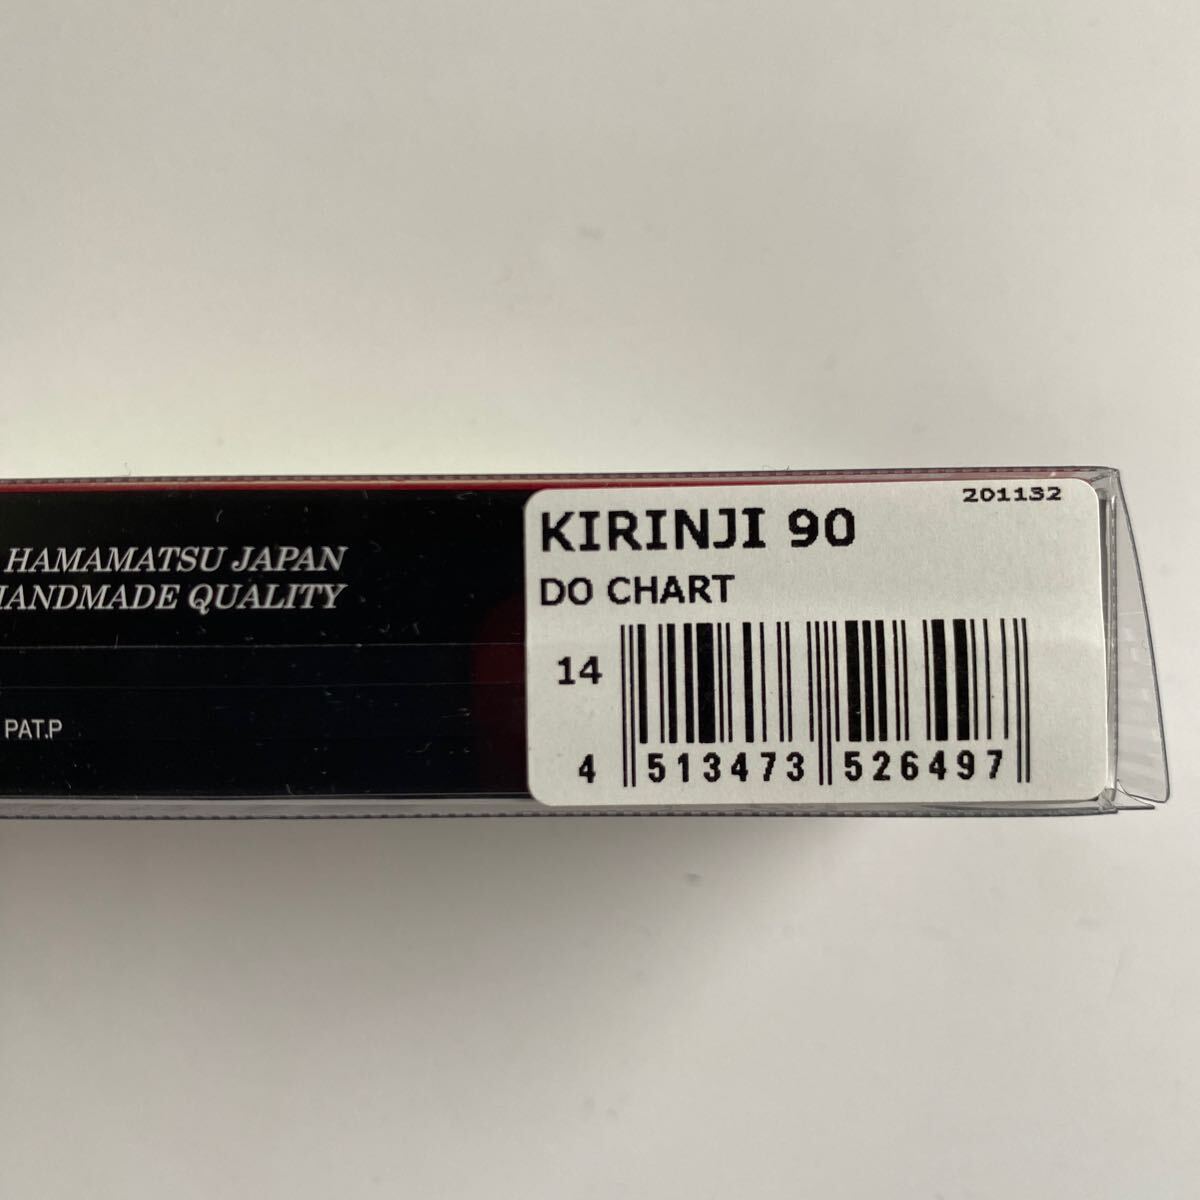 HAMAMATSU JAPAN
HANDMADE QUALITY
PAT.P
201132
KIRINJI 90
DO CHART
14
4 513473 526497